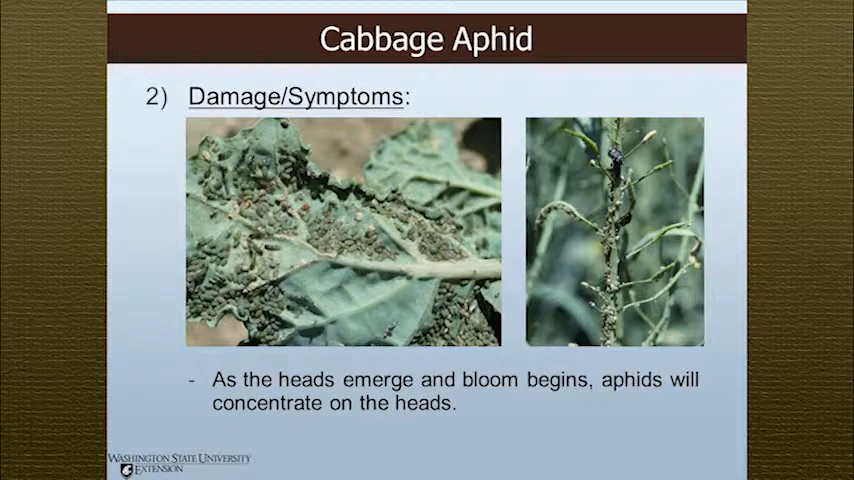 Cabbage Aphid
2) Damage/Symptoms:
- As the heads emerge and bloom begins, aphids will
concentrate on the heads.
WASHINGTON STATE UNIVERSITY
EXTENSION